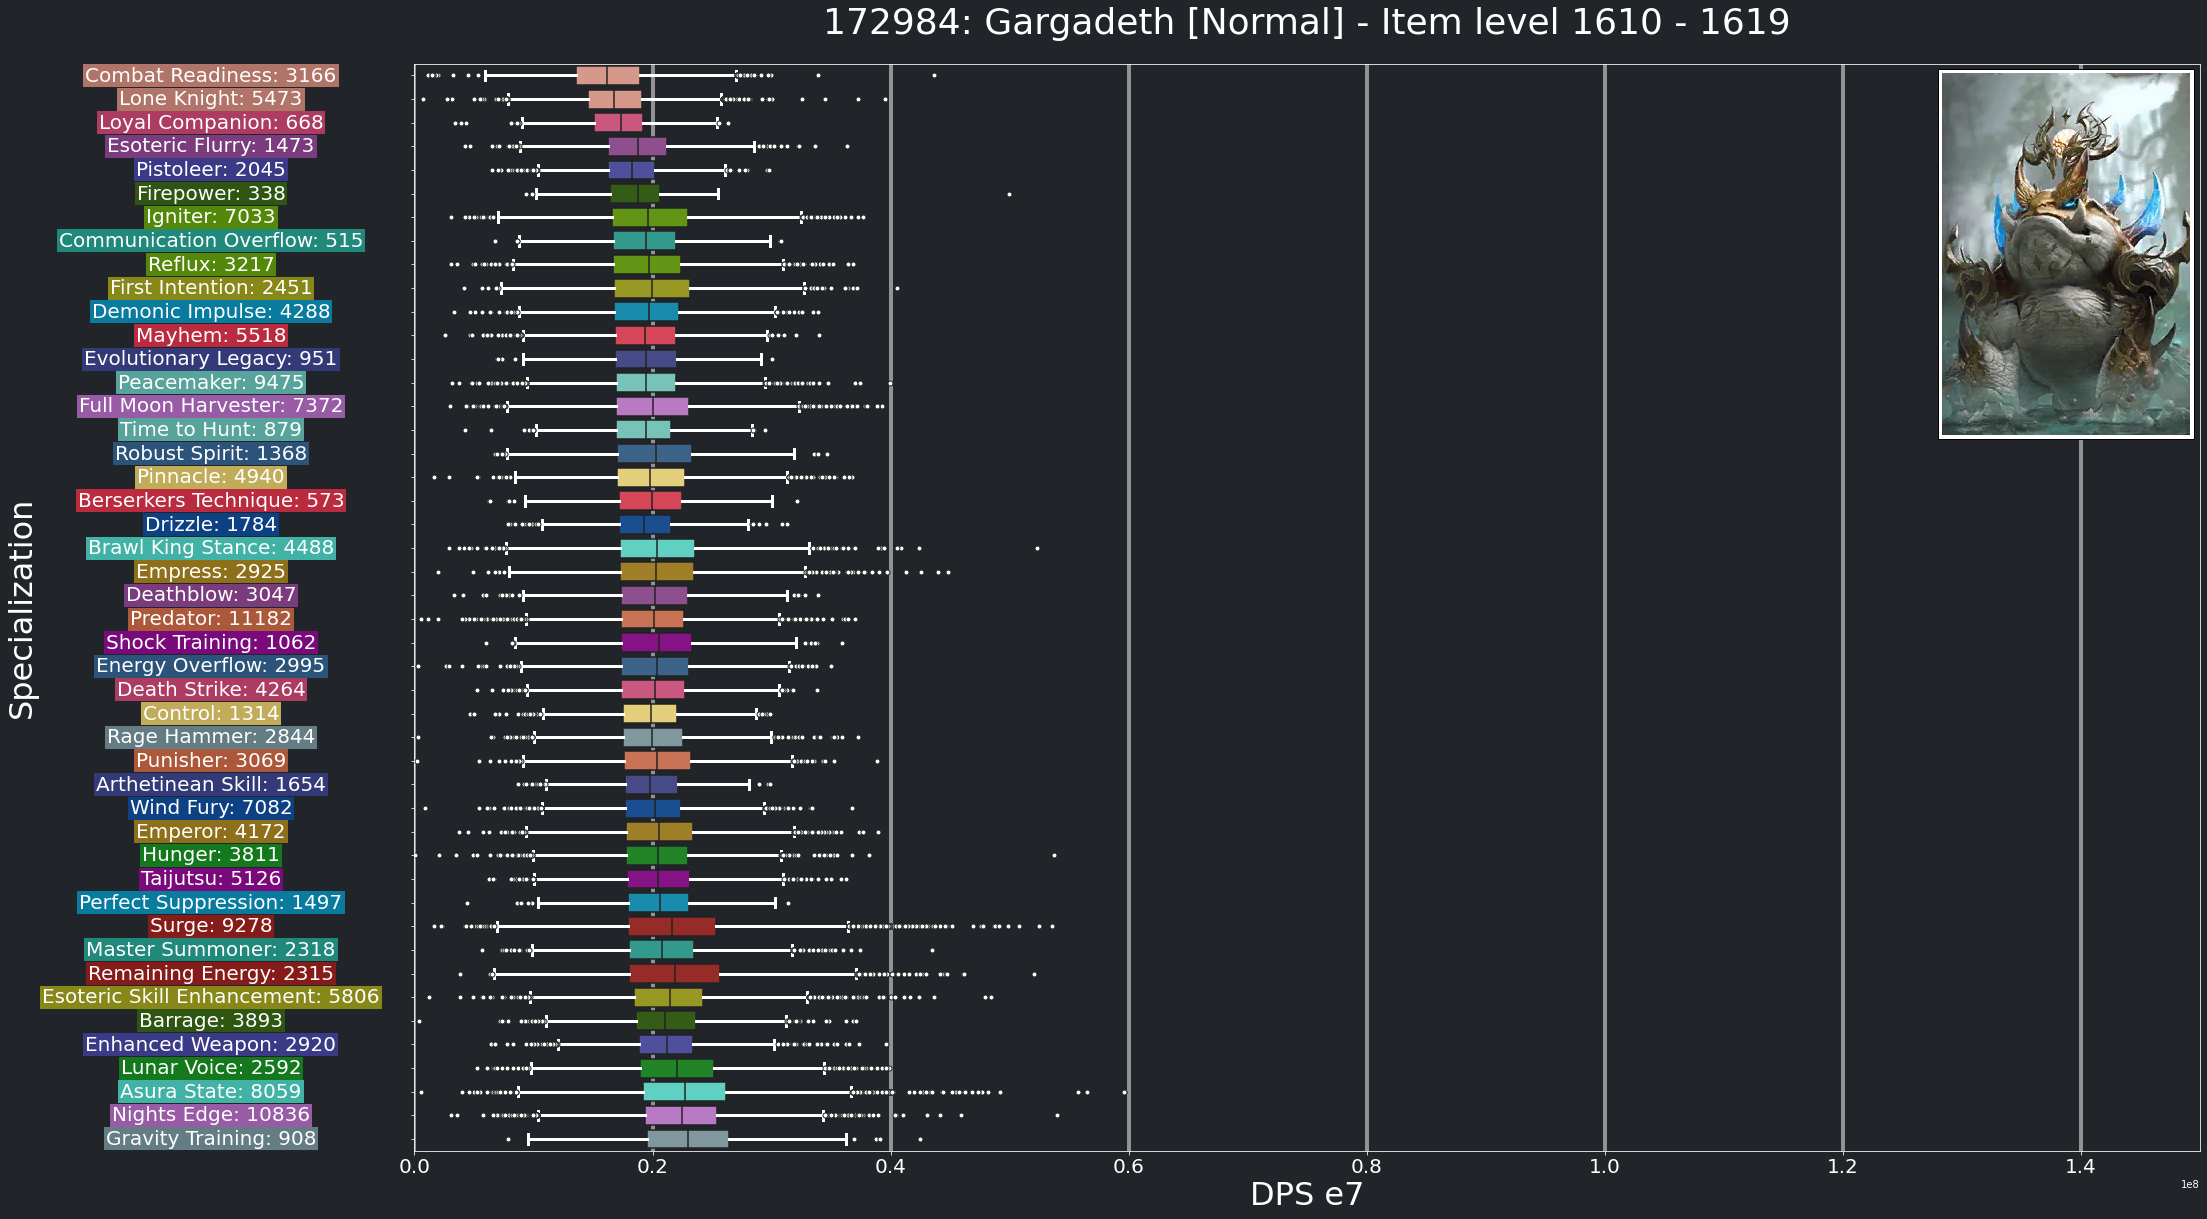 172984: Gargadeth [Normal] - Item level 1610 - 1619
Specialization
Combat Readiness: 3166
Lone Knight: 5473
Loyal Companion: 668
Esoteric Flurry: 1473
Pistoleer: 2045
Firepower: 338
Igniter: 7033
Communication Overflow: 515
Reflux: 3217
First Intention: 2451
Demonic Impulse: 4288
Mayhem: 5518
Evolutionary Legacy: 951
Peacemaker: 9475
Full Moon Harvester: 7372
Time to Hunt: 879
Robust Spirit: 1368
Pinnacle: 4940
Berserkers Technique: 573
Drizzle: 1784
Brawl King Stance: 4488
Empress: 2925
Deathblow: 3047
Predator: 11182
Shock Training: 1062
Energy Overflow: 2995
Death Strike: 4264
Control: 1314
Rage Hammer: 2844
Punisher: 3069
Arthetinean Skill: 1654
Wind Fury: 7082
Emperor: 4172
Hunger: 3811
Taijutsu: 5126
Perfect Suppression: 1497
Surge: 9278
Master Summoner: 2318
Remaining Energy: 2315
Esoteric Skill Enhancement: 5806
Barrage: 3893
Enhanced Weapon: 2920
Lunar Voice: 2592
Asura State: 8059
Nights Edge: 10836
Gravity Training: 908
0.0 0.2 0.4 0.6 0.8 1.0 1.2 1.4
1e8
DPS e7